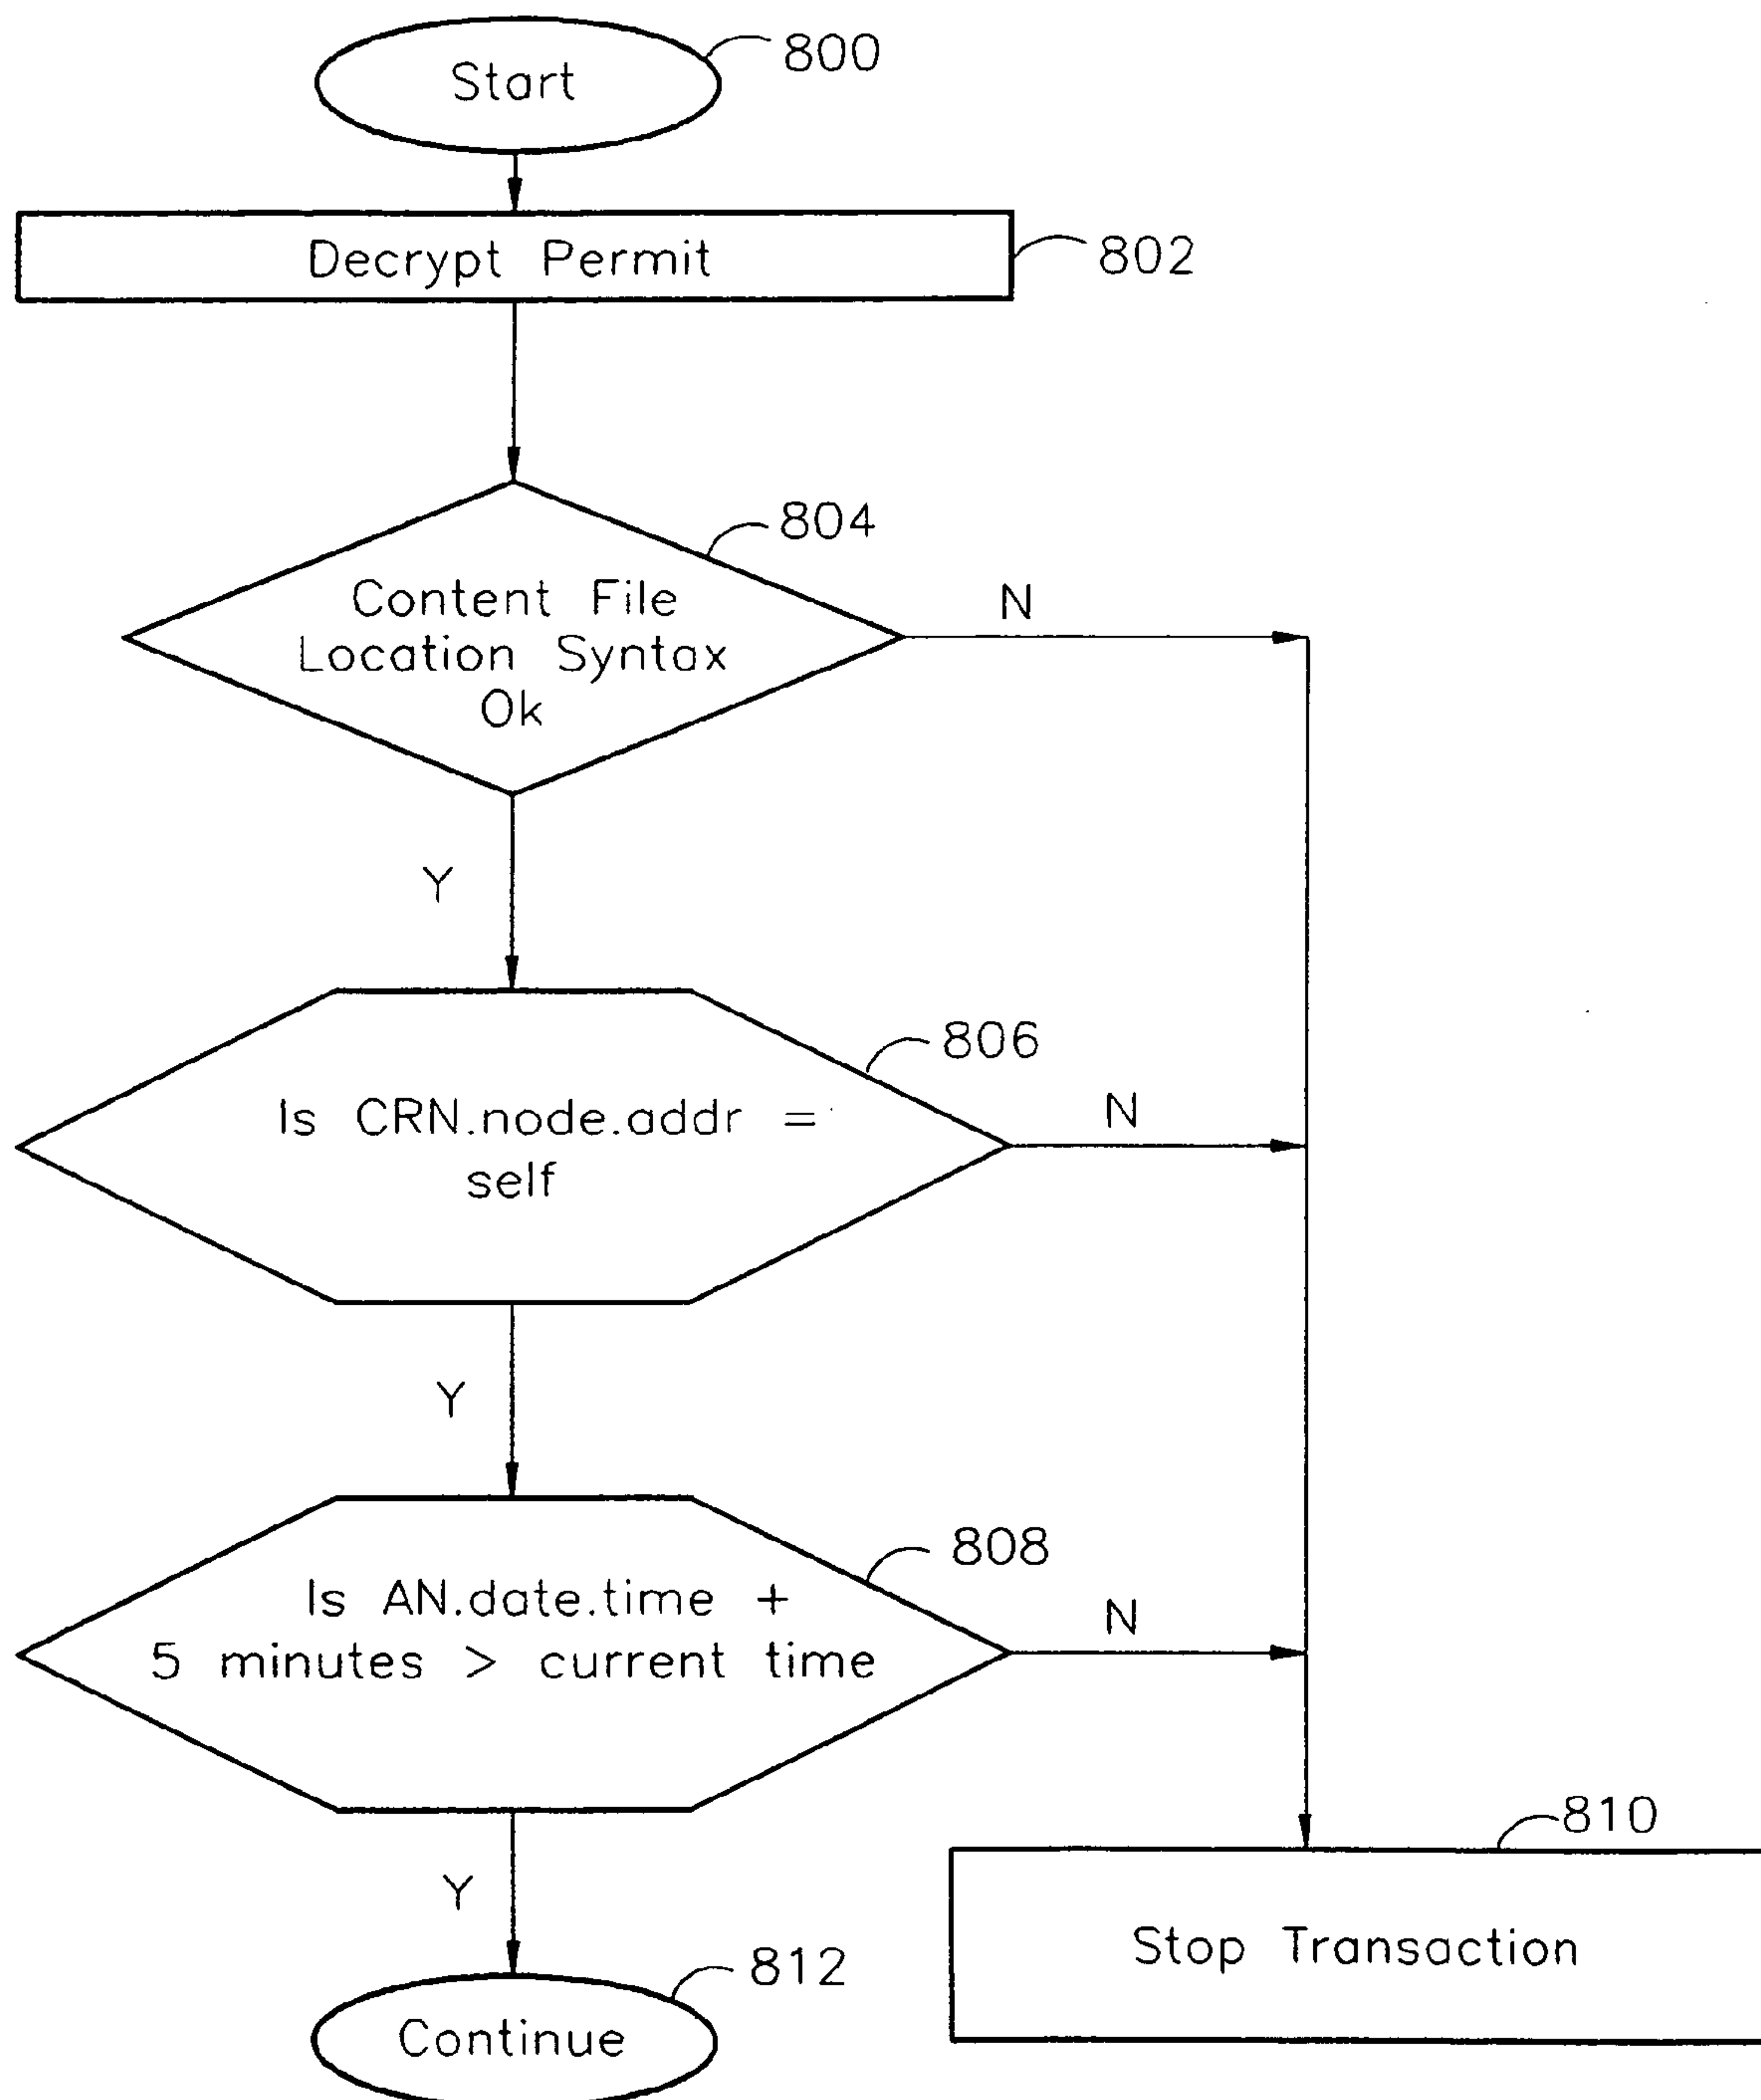 Start
800
Decrypt Permit
802
804
Content File
Location Syntax
Ok
N
Y
806
Is CRN.node.addr =
self
N
Y
808
Is AN.date.time +
5 minutes > current time
N
Y
810
Stop Transaction
812
Continue